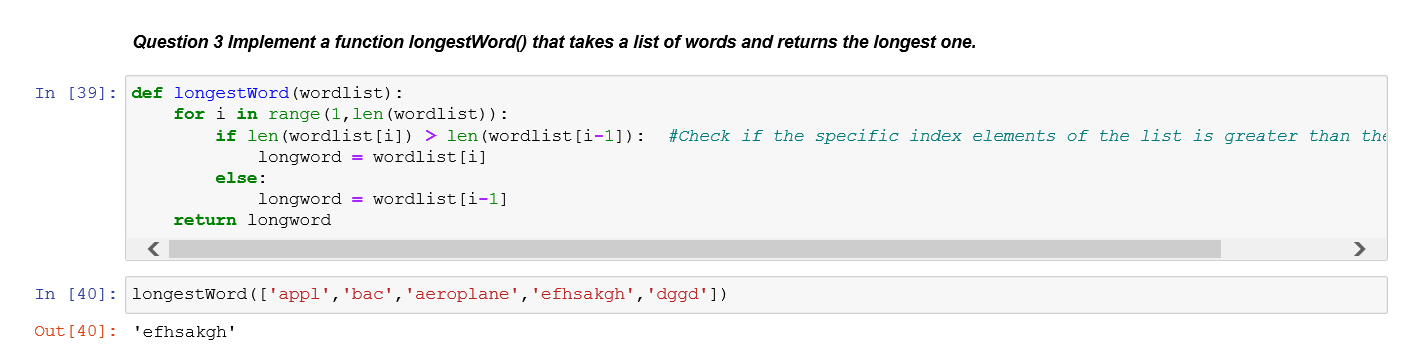 Question 3 Implement a function longestWord() that takes a list of words and returns the longest one.
In [39]: def longestWord(wordlist):
    for i in range(1,len(wordlist)):
        if len(wordlist[i]) > len(wordlist[i-1]):  #Check if the specific index elements of the list is greater than the
            longword = wordlist[i]
        else:
            longword = wordlist[i-1]
    return longword
In [40]: longestWord(['appl','bac','aeroplane','efhsakgh','dggd'])
Out[40]: 'efhsakgh'